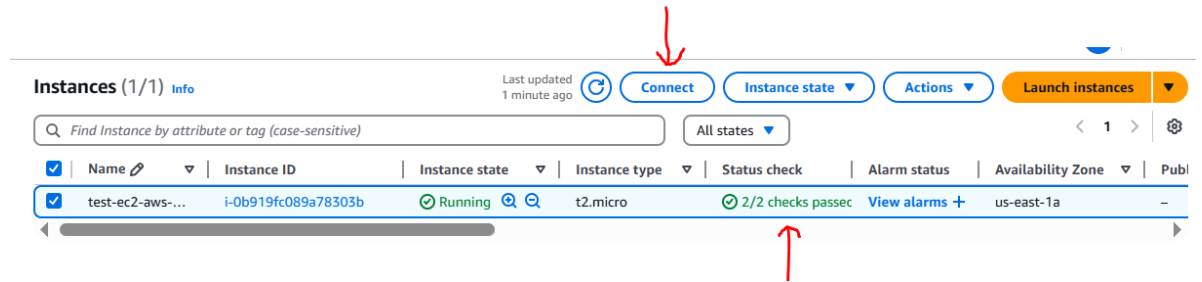 Instances (1/1) Info
Last updated
1 minute ago
Connect
Instance state
Actions
Launch instances
Find Instance by attribute or tag (case-sensitive)
All states
1
Name
Instance ID
Instance state
Instance type
Status check
Alarm status
Availability Zone
Publ
test-ec2-aws-...
i-0b919fc089a78303b
Running
t2.micro
2/2 checks passec
View alarms +
us-east-1a
–